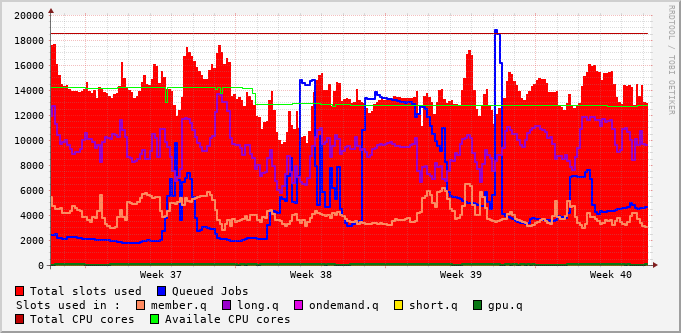 20000
18000
16000
14000
12000
10000
8000
6000
4000
2000
0
Week 37 Week 38 Week 39 Week 40
RRDTOOL / TOBI OETIKER
Total slots used Queued Jobs
Slots used in : member.q long.q ondemand.q short.q gpu.q
Total CPU cores Availale CPU cores